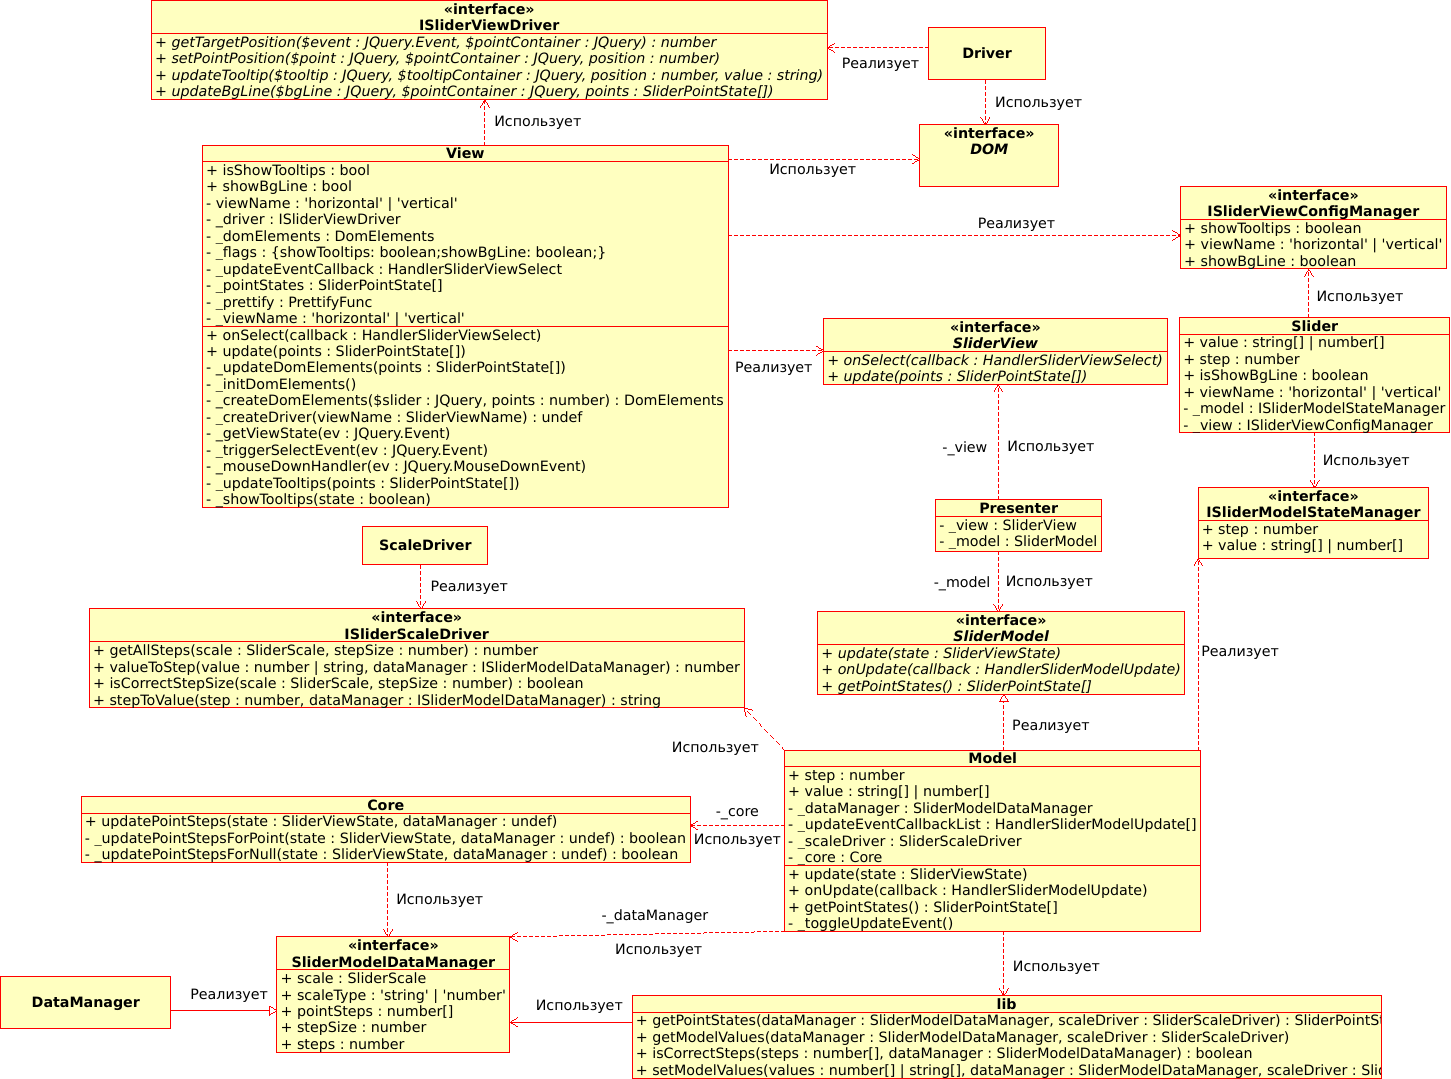 «interface»
ISliderViewDriver
+ getTargetPosition($event : JQuery.Event, $pointContainer : JQuery) : number
+ setPointPosition($point : JQuery, $pointContainer : JQuery, position : number)
+ updateTooltip($tooltip : JQuery, $tooltipContainer : JQuery, position : number, value : string)
+ updateBgLine($bgLine : JQuery, $pointContainer : JQuery, points : SliderPointState[])
Реализует
Driver
Использует
Использует
«interface»
DOM
View
+ isShowTooltips : bool
+ showBgLine : bool
- viewName : 'horizontal' | 'vertical'
- _driver : ISliderViewDriver
- _domElements : DomElements
- _flags : {showTooltips: boolean;showBgLine: boolean;}
- _updateEventCallback : HandlerSliderViewSelect
- _pointStates : SliderPointState[]
- _prettify : PrettifyFunc
- _viewName : 'horizontal' | 'vertical'
+ onSelect(callback : HandlerSliderViewSelect)
+ update(points : SliderPointState[])
- _updateDomElements(points : SliderPointState[])
- _initDomElements()
- _createDomElements($slider : JQuery, points : number) : DomElements
- _createDriver(viewName : SliderViewName) : undef
- _getViewState(ev : JQuery.Event)
- _triggerSelectEvent(ev : JQuery.Event)
- _mouseDownHandler(ev : JQuery.MouseDownEvent)
- _updateTooltips(points : SliderPointState[])
- _showTooltips(state : boolean)
Использует
Реализует
«interface»
ISliderViewConfigManager
+ showTooltips : boolean
+ viewName : 'horizontal' | 'vertical'
+ showBgLine : boolean
Использует
Slider
+ value : string[] | number[]
+ step : number
+ isShowBgLine : boolean
+ viewName : 'horizontal' | 'vertical'
- _model : ISliderModelStateManager
- _view : ISliderViewConfigManager
Использует
«interface»
ISliderModelStateManager
+ step : number
+ value : string[] | number[]
Реализует
«interface»
SliderView
+ onSelect(callback : HandlerSliderViewSelect)
+ update(points : SliderPointState[])
Реализует
-_view
Использует
Presenter
- _view : SliderView
- _model : SliderModel
-_model
Использует
«interface»
SliderModel
+ update(state : SliderViewState)
+ onUpdate(callback : HandlerSliderModelUpdate)
+ getPointStates() : SliderPointState[]
Реализует
ScaleDriver
Реализует
«interface»
ISliderScaleDriver
+ getAllSteps(scale : SliderScale, stepSize : number) : number
+ valueToStep(value : number | string, dataManager : ISliderModelDataManager) : number
+ isCorrectStepSize(scale : SliderScale, stepSize : number) : boolean
+ stepToValue(step : number, dataManager : ISliderModelDataManager) : string
Использует
Model
+ step : number
+ value : string[] | number[]
- _dataManager : SliderModelDataManager
- _updateEventCallbackList : HandlerSliderModelUpdate[]
- _scaleDriver : SliderScaleDriver
- _core : Core
+ update(state : SliderViewState)
+ onUpdate(callback : HandlerSliderModelUpdate)
+ getPointStates() : SliderPointState[]
- _toggleUpdateEvent()
Core
+ updatePointSteps(state : SliderViewState, dataManager : undef)
- _updatePointStepsForPoint(state : SliderViewState, dataManager : undef) : boolean
- _updatePointStepsForNull(state : SliderViewState, dataManager : undef) : boolean
-_core
Использует
Использует
-_dataManager
Использует
Использует
«interface»
SliderModelDataManager
+ scale : SliderScale
+ scaleType : 'string' | 'number'
+ pointSteps : number[]
+ stepSize : number
+ steps : number
DataManager
Реализует
Использует
lib
+ getPointStates(dataManager : SliderModelDataManager, scaleDriver : SliderScaleDriver) : SliderPointSt
+ getModelValues(dataManager : SliderModelDataManager, scaleDriver : SliderScaleDriver)
+ isCorrectSteps(steps : number[], dataManager : SliderModelDataManager) : boolean
+ setModelValues(values : number[] | string[], dataManager : SliderModelDataManager, scaleDriver : Slid